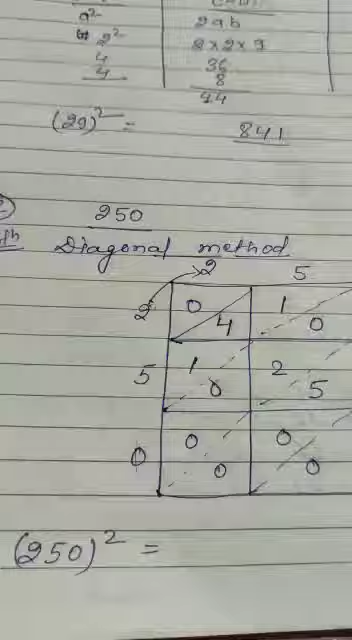 a² 2ab
2² 2×2×9
4 36
4 8
44
(29)² = 841
250
Diagonal method
2 5
2 0 4 1 0
5 1 0 2 5
0 0 0 0 0
(250)² =